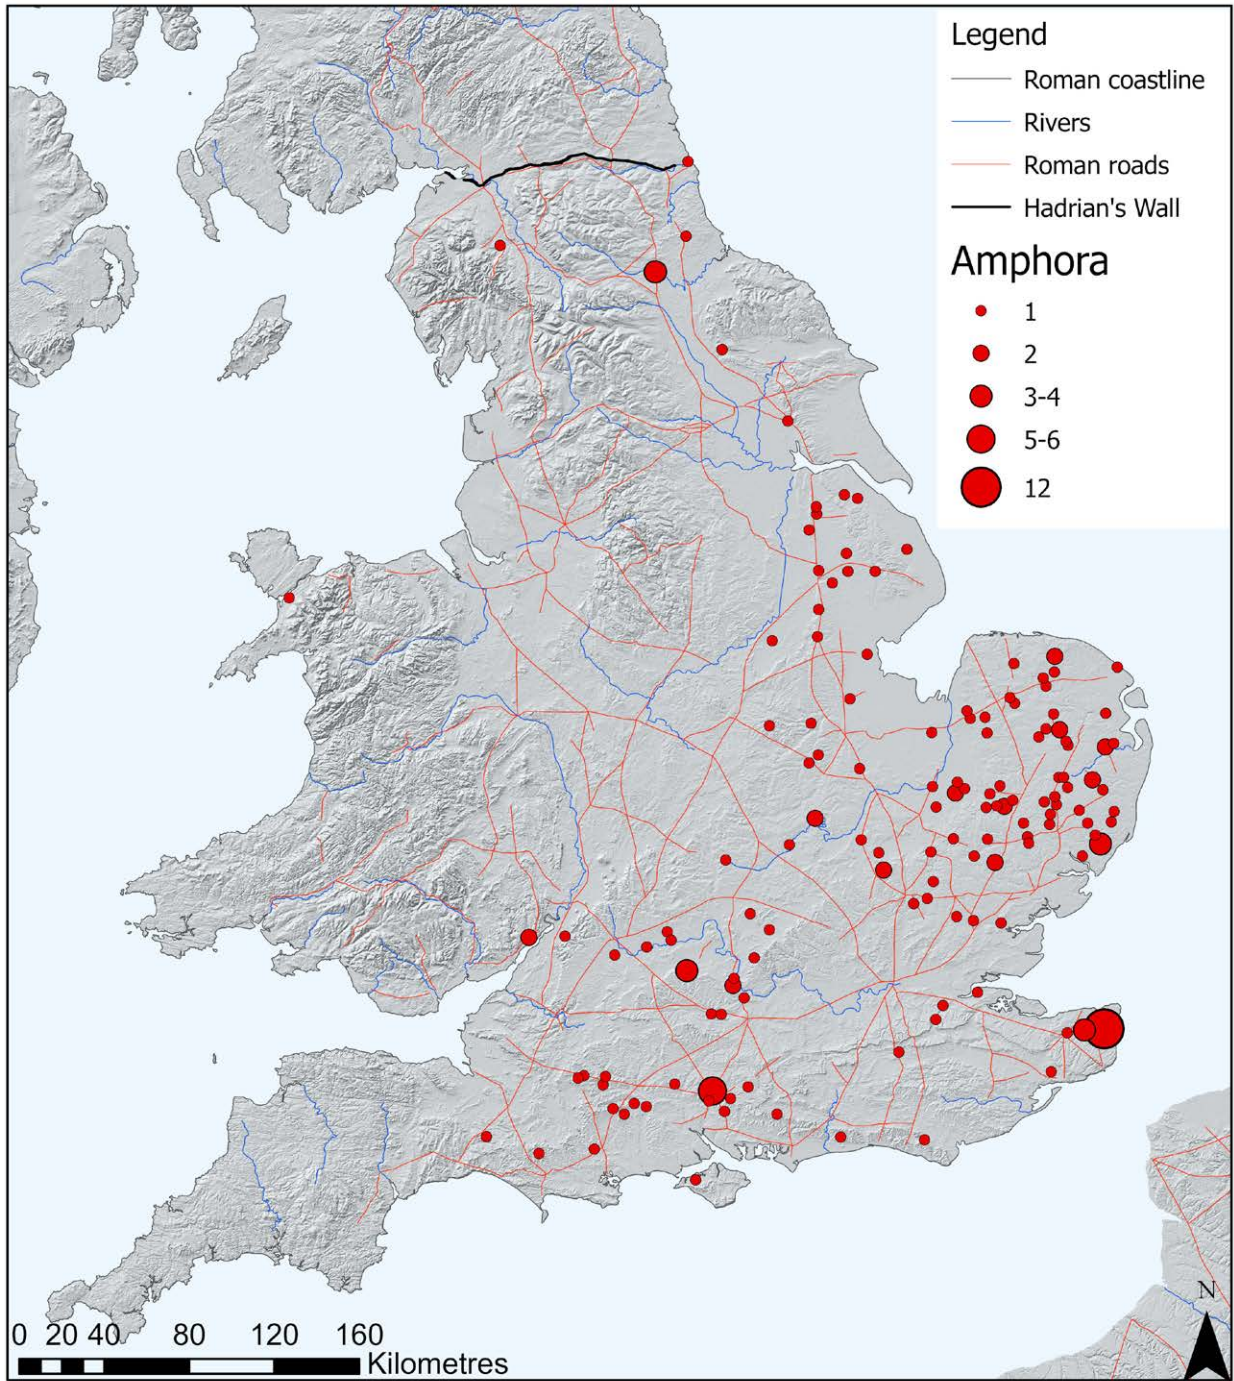 Legend
Roman coastline
Rivers
Roman roads
Hadrian's Wall
Amphora
1
2
3-4
5-6
12
N
0 20 40 80 120 160
Kilometres